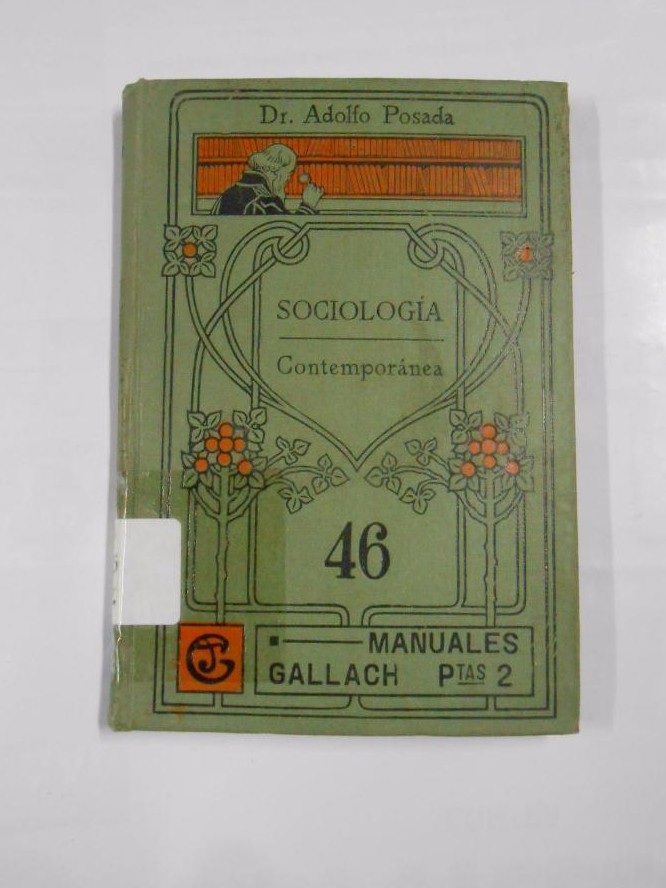 Dr. Adolfo Posada
SOCIOLOGÍA
Contemporánea
46
MANUALES
GALLACH PTAS 2